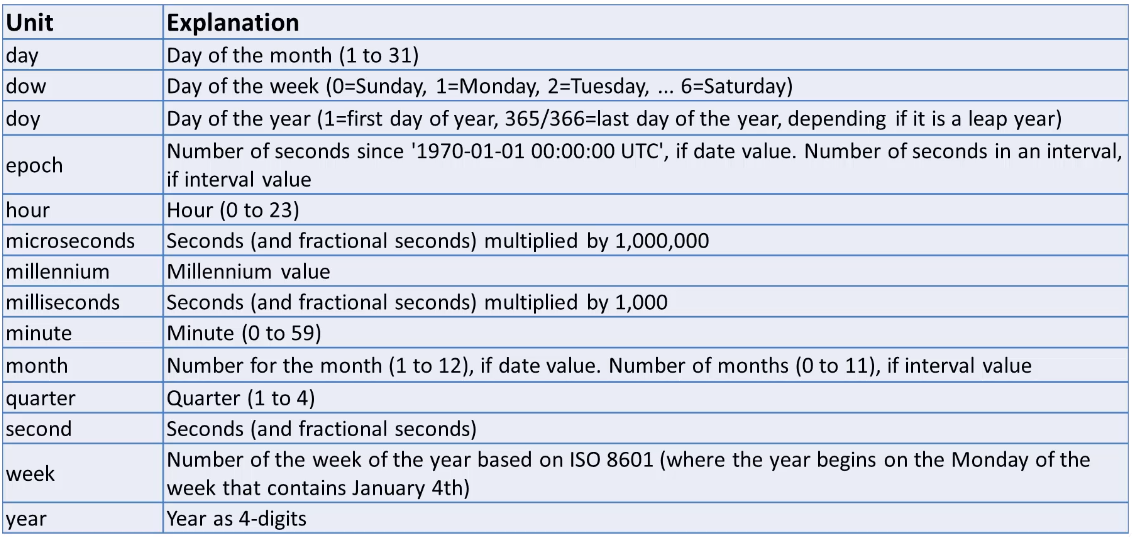 Unit Explanation
day Day of the month (1 to 31)
dow Day of the week (0=Sunday, 1=Monday, 2=Tuesday, ... 6=Saturday)
doy Day of the year (1=first day of year, 365/366=last day of the year, depending if it is a leap year)
epoch Number of seconds since '1970-01-01 00:00:00 UTC', if date value. Number of seconds in an interval,
if interval value
hour Hour (0 to 23)
microseconds Seconds (and fractional seconds) multiplied by 1,000,000
millennium Millennium value
milliseconds Seconds (and fractional seconds) multiplied by 1,000
minute Minute (0 to 59)
month Number for the month (1 to 12), if date value. Number of months (0 to 11), if interval value
quarter Quarter (1 to 4)
second Seconds (and fractional seconds)
week Number of the week of the year based on ISO 8601 (where the year begins on the Monday of the
week that contains January 4th)
year Year as 4-digits